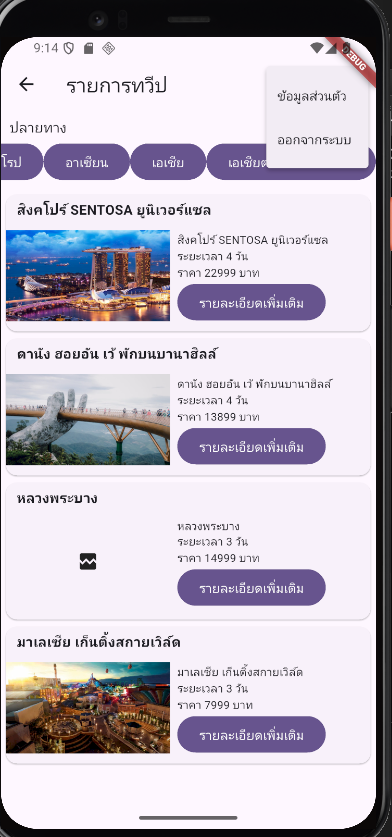 9:14
DEBUG
รายการทวีป
ข้อมูลส่วนตัว
ออกจากระบบ
ปลายทาง
โรป
อาเซียน
เอเชีย
เอเชียต
สิงคโปร์ SENTOSA ยูนิเวอร์แซล
สิงคโปร์ SENTOSA ยูนิเวอร์แซล
ระยะเวลา 4 วัน
ราคา 22999 บาท
รายละเอียดเพิ่มเติม
ดานัง ฮอยอัน เว้ พักบนบานาฮิลล์
ดานัง ฮอยอัน เว้ พักบนบานาฮิลล์
ระยะเวลา 4 วัน
ราคา 13899 บาท
รายละเอียดเพิ่มเติม
หลวงพระบาง
หลวงพระบาง
ระยะเวลา 3 วัน
ราคา 14999 บาท
รายละเอียดเพิ่มเติม
มาเลเซีย เก็นติ้งสกายเวิล์ด
มาเลเซีย เก็นติ้งสกายเวิล์ด
ระยะเวลา 3 วัน
ราคา 7999 บาท
รายละเอียดเพิ่มเติม